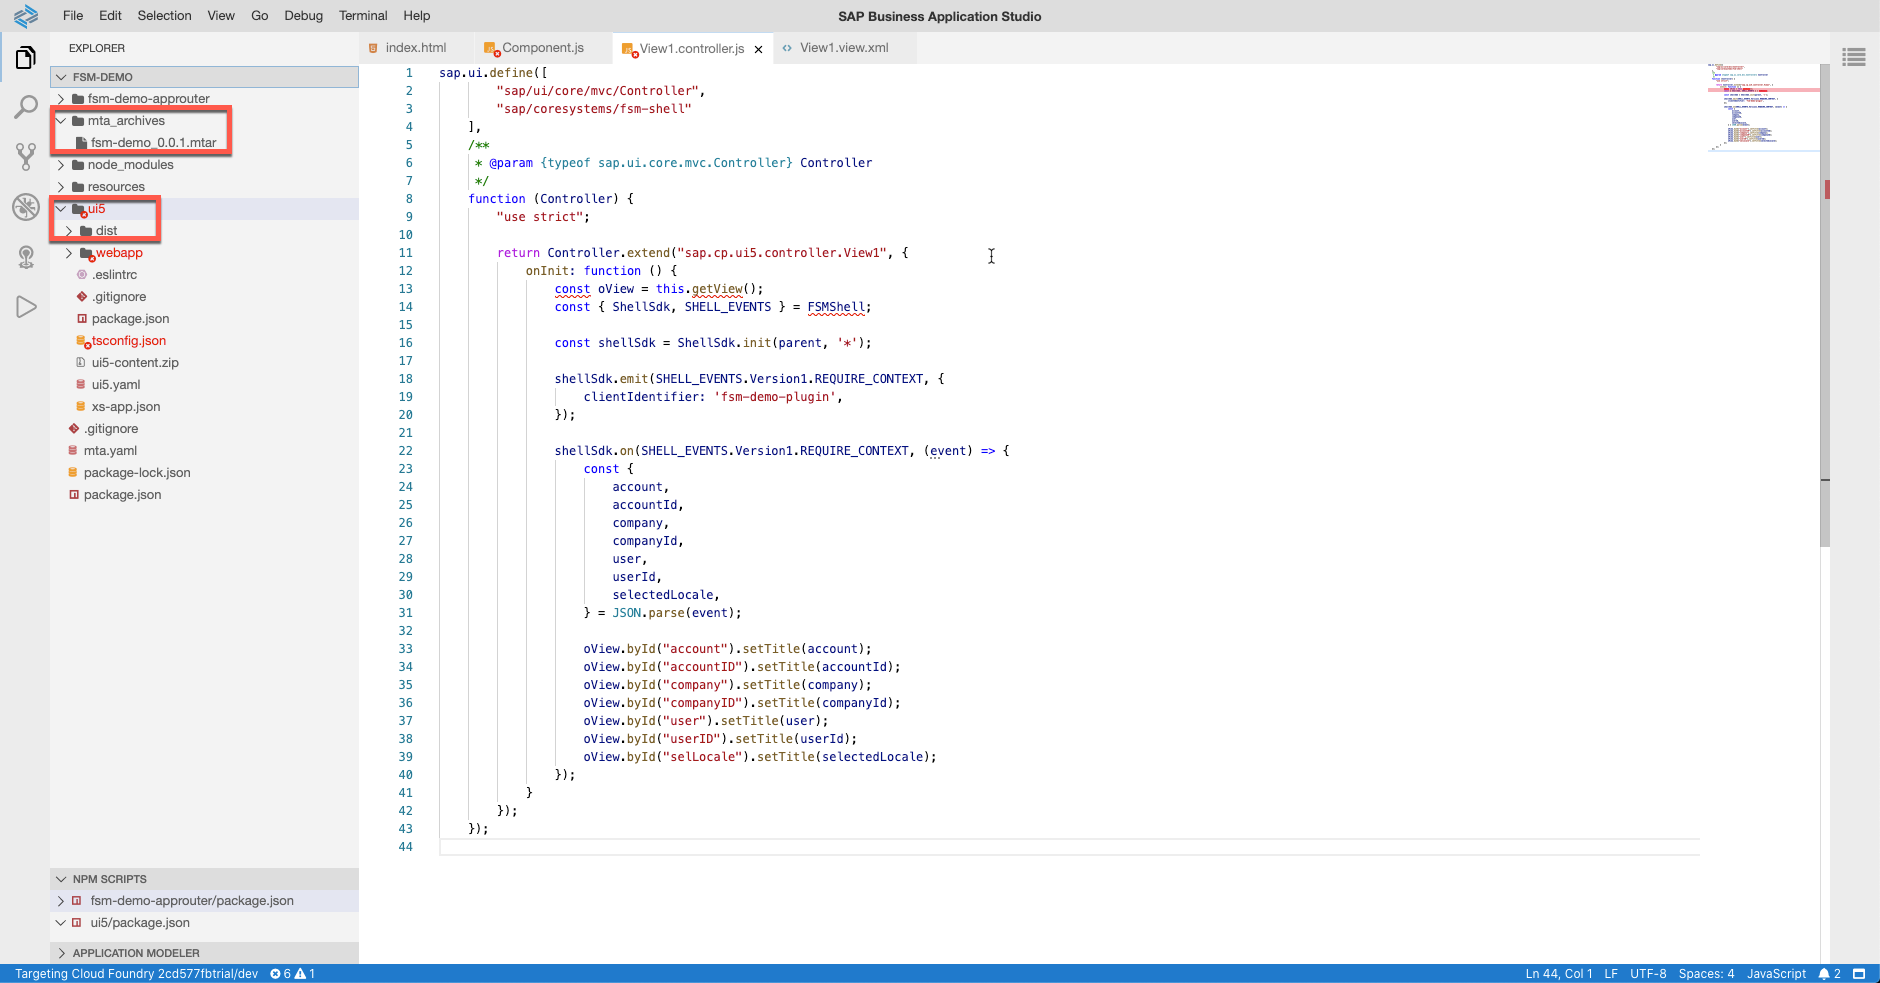 File Edit Selection View Go Debug Terminal Help
SAP Business Application Studio
EXPLORER
FSM-DEMO
fsm-demo-approuter
mta_archives
fsm-demo_0.0.1.mtar
node_modules
resources
ui5
dist
webapp
.eslintrc
.gitignore
package.json
tsconfig.json
ui5-content.zip
ui5.yaml
xs-app.json
.gitignore
mta.yaml
package-lock.json
package.json
NPM SCRIPTS
fsm-demo-approuter/package.json
ui5/package.json
APPLICATION MODELER
index.html Component.js View1.controller.js View1.view.xml
1 sap.ui.define([
2 "sap/ui/core/mvc/Controller",
3 "sap/coresystems/fsm-shell"
4 ],
5 /**
6 * @param {typeof sap.ui.core.mvc.Controller} Controller
7 */
8 function (Controller) {
9 "use strict";
10
11 return Controller.extend("sap.cp.ui5.controller.View1", {
12 onInit: function () {
13 const oView = this.getView();
14 const { ShellSdk, SHELL_EVENTS } = FSMShell;
15
16 const shellSdk = ShellSdk.init(parent, '*');
17
18 shellSdk.emit(SHELL_EVENTS.Version1.REQUIRE_CONTEXT, {
19 clientIdentifier: 'fsm-demo-plugin',
20 });
21
22 shellSdk.on(SHELL_EVENTS.Version1.REQUIRE_CONTEXT, (event) => {
23 const {
24 account,
25 accountId,
26 company,
27 companyId,
28 user,
29 userId,
30 selectedLocale,
31 } = JSON.parse(event);
32
33 oView.byId("account").setTitle(account);
34 oView.byId("accountID").setTitle(accountId);
35 oView.byId("company").setTitle(company);
36 oView.byId("companyID").setTitle(companyId);
37 oView.byId("user").setTitle(user);
38 oView.byId("userID").setTitle(userId);
39 oView.byId("selLocale").setTitle(selectedLocale);
40 });
41 }
42 });
43 });
44
Targeting Cloud Foundry 2cd577fbtrial/dev 6 1
Ln 44, Col 1 LF UTF-8 Spaces: 4 JavaScript 2